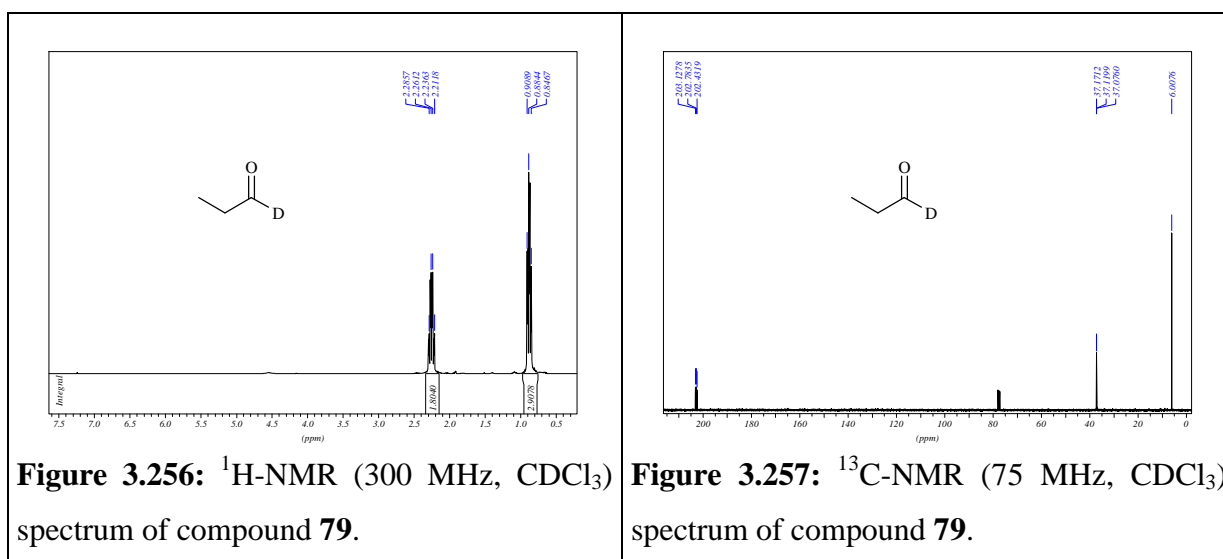 2.2857
2.2612
2.2363
2.2118
0.9089
0.8844
0.8467
O
D
Integral
1.8040
2.9078
7.5 7.0 6.5 6.0 5.5 5.0 4.5 4.0 3.5 3.0 2.5 2.0 1.5 1.0 0.5
(ppm)
Figure 3.256: ¹H-NMR (300 MHz, CDCl₃)
spectrum of compound 79.
203.1278
202.7835
202.4319
37.1712
37.1199
37.0760
6.0076
O
D
200 180 160 140 120 100 80 60 40 20 0
(ppm)
Figure 3.257: ¹³C-NMR (75 MHz, CDCl₃)
spectrum of compound 79.